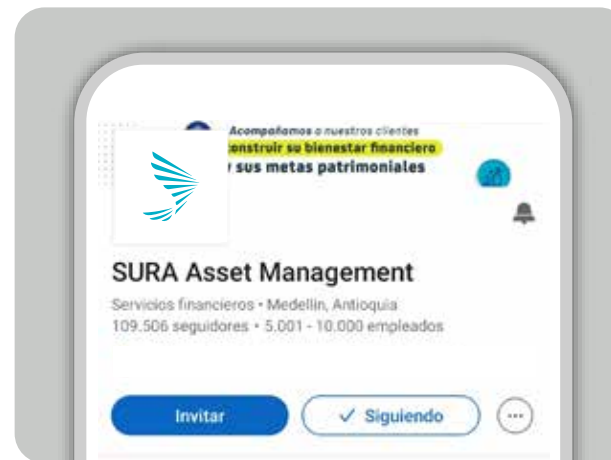 Acompañamos a nuestros clientes
construir su bienestar financiero
y sus metas patrimoniales
SURA Asset Management
Servicios financieros • Medellín, Antioquia
109.506 seguidores • 5.001 - 10.000 empleados
Invitar
✓ Siguiendo